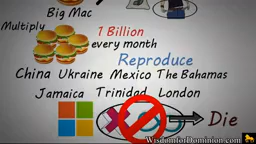 Big Mac
Multiply
1 Billion
every month
Reproduce
China Ukraine Mexico The Bahamas
Jamaica Trinidad London
Die
WisdomforDominion.com